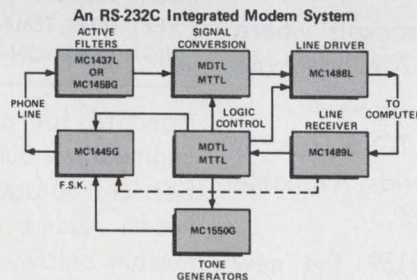 An RS-232C Integrated Modem System
ACTIVE
FILTERS
SIGNAL
CONVERSION
LINE DRIVER
MC1437L
OR
MC1458G
MDTL
MTTL
MC1488L
PHONE
LINE
LOGIC
CONTROL
LINE
RECEIVER
TO
COMPUTER
MC1445G
MDTL
MTTL
MC1489L
F.S.K.
MC1550G
TONE
GENERATORS